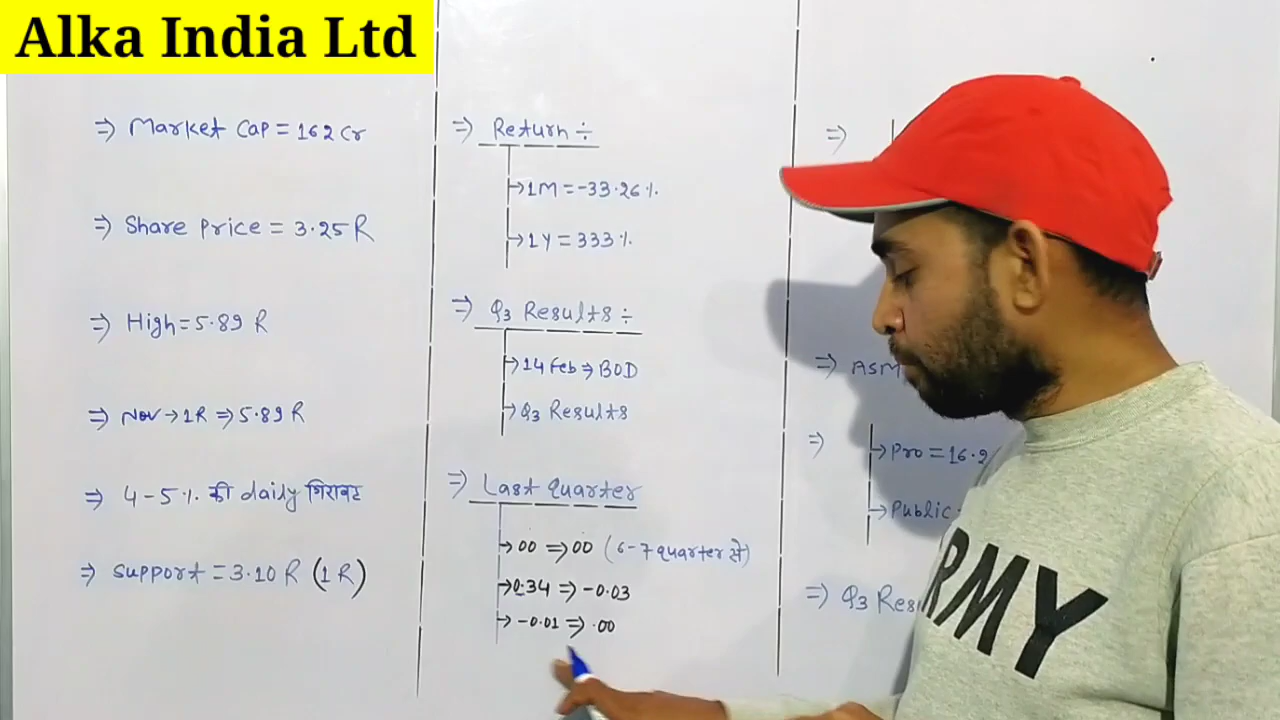 Alka India Ltd
⇒ Market Cap = 162 Cr
⇒ Share Price = 3.25 R
⇒ High = 5.89 R
⇒ Nov → 1R ⇒ 5.89 R
⇒ 4-5%. की daily गिरावट
⇒ Support = 3.10 R (1 R)
⇒ Return ÷
→ 1M = -33.26%.
→ 1Y = 333%.
⇒ Q3 Results ÷
→ 14 Feb ⇒ BOD
→ Q3 Results
⇒ Last quarter
→ 00 ⇒ 00 (6-7 quarter से)
→ 0.34 ⇒ -0.03
→ -0.01 ⇒ .00
⇒
⇒ ASM
⇒
→ Pro = 16.2
→ Public
⇒ Q3 Res
ARMY